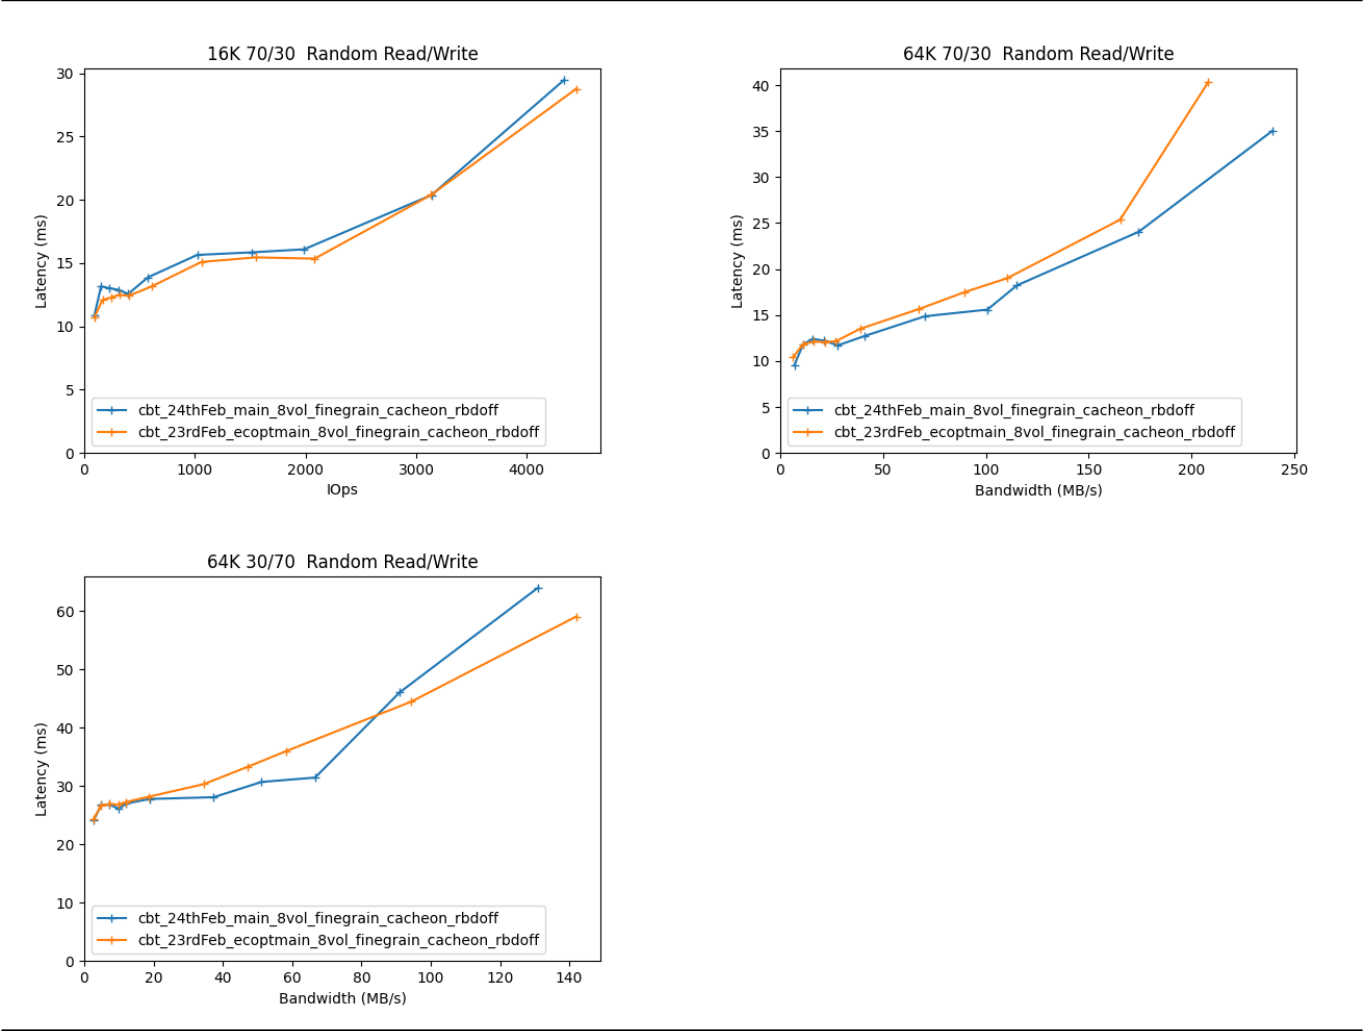 16K 70/30  Random Read/Write
30
25
20
15
10
5
0
Latency (ms)
0 1000 2000 3000 4000
IOps
cbt_24thFeb_main_8vol_finegrain_cacheon_rbdoff
cbt_23rdFeb_ecoptmain_8vol_finegrain_cacheon_rbdoff
64K 70/30  Random Read/Write
40
35
30
25
20
15
10
5
0
Latency (ms)
0 50 100 150 200 250
Bandwidth (MB/s)
cbt_24thFeb_main_8vol_finegrain_cacheon_rbdoff
cbt_23rdFeb_ecoptmain_8vol_finegrain_cacheon_rbdoff
64K 30/70  Random Read/Write
60
50
40
30
20
10
0
Latency (ms)
0 20 40 60 80 100 120 140
Bandwidth (MB/s)
cbt_24thFeb_main_8vol_finegrain_cacheon_rbdoff
cbt_23rdFeb_ecoptmain_8vol_finegrain_cacheon_rbdoff